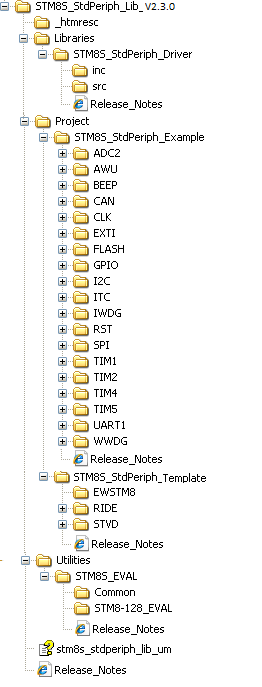 STM8S_StdPeriph_Lib_ V2.3.0
_htmresc
Libraries
STM8S_StdPeriph_Driver
inc
src
Release_Notes
Project
STM8S_StdPeriph_Example
ADC2
AWU
BEEP
CAN
CLK
EXTI
FLASH
GPIO
I2C
ITC
IWDG
RST
SPI
TIM1
TIM2
TIM4
TIM5
UART1
WWDG
Release_Notes
STM8S_StdPeriph_Template
EWSTM8
RIDE
STVD
Release_Notes
Utilities
STM8S_EVAL
Common
STM8-128_EVAL
Release_Notes
stm8s_stdperiph_lib_um
Release_Notes